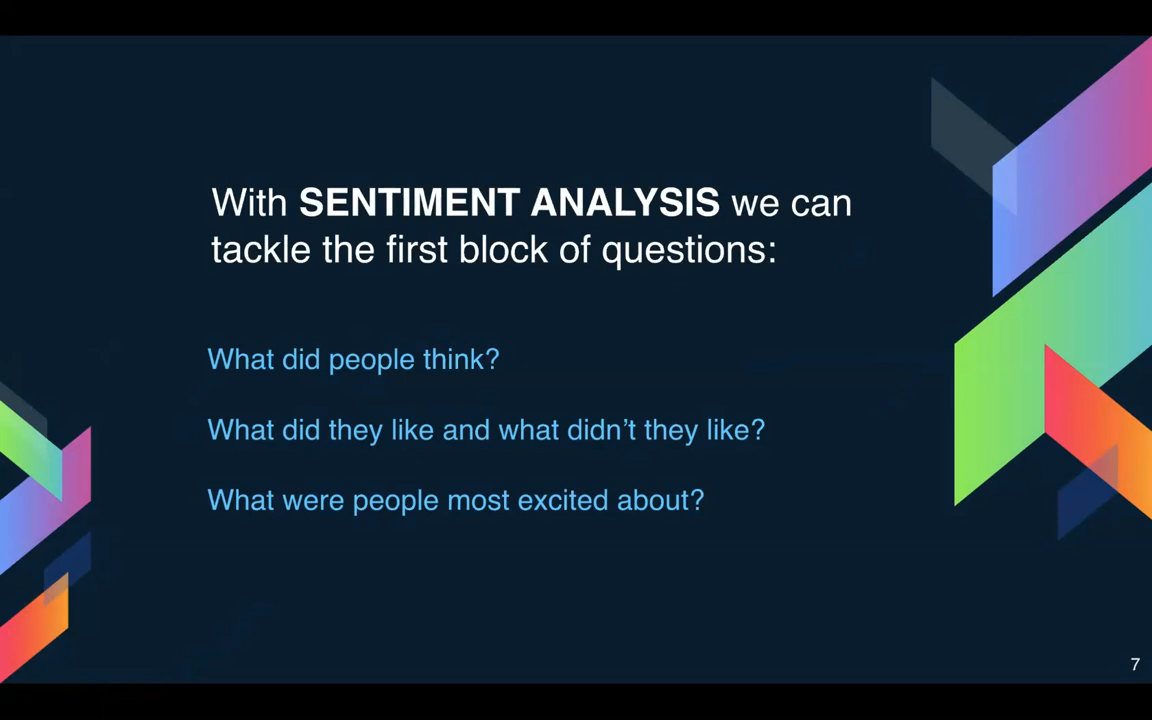 With SENTIMENT ANALYSIS we can
tackle the first block of questions:
What did people think?
What did they like and what didn’t they like?
What were people most excited about?
7